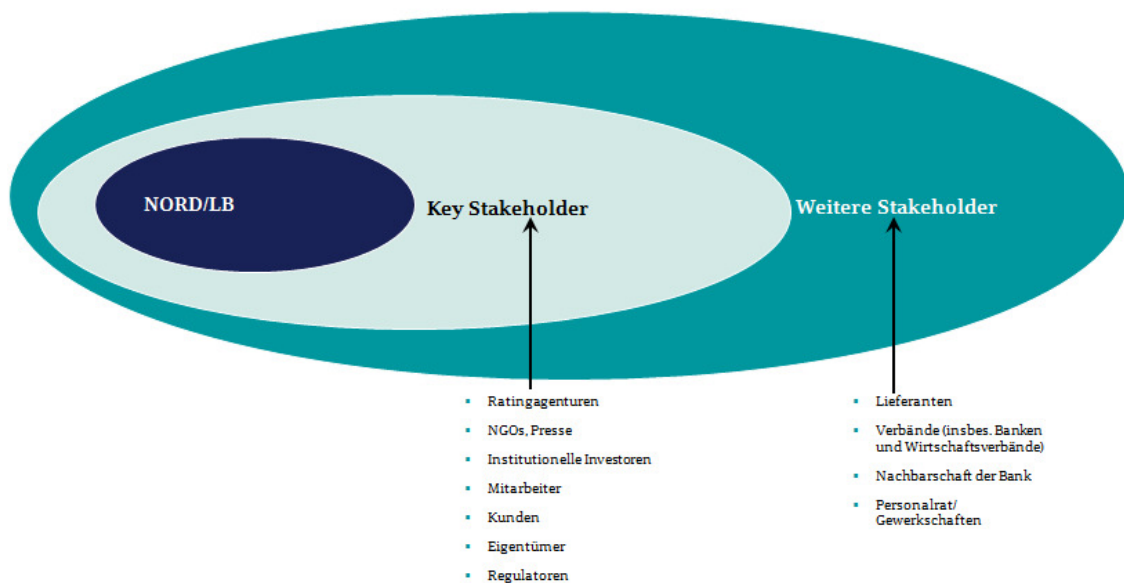 NORD/LB
Key Stakeholder
Weitere Stakeholder
Ratingagenturen
NGOs, Presse
Institutionelle Investoren
Mitarbeiter
Kunden
Eigentümer
Regulatoren
Lieferanten
Verbände (insbes. Banken
und Wirtschaftsverbände)
Nachbarschaft der Bank
Personalrat/
Gewerkschaften